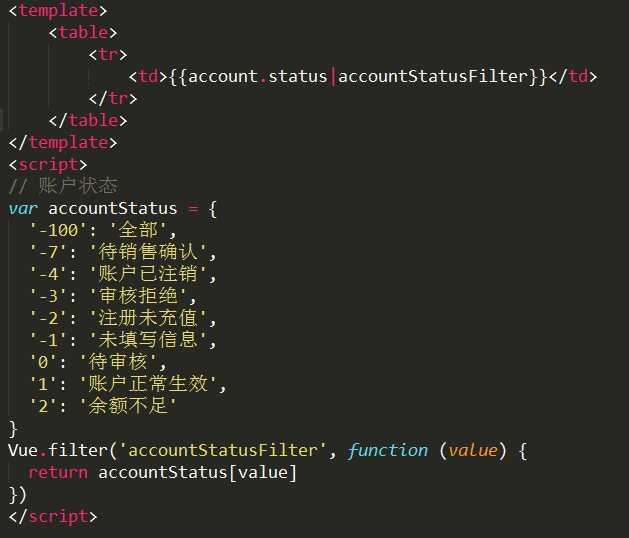 <template>
    <table>
        <tr>
            <td>{{account.status|accountStatusFilter}}</td>
        </tr>
    </table>
</template>
<script>
// 账户状态
var accountStatus = {
  '-100': '全部',
  '-7': '待销售确认',
  '-4': '账户已注销',
  '-3': '审核拒绝',
  '-2': '注册未充值',
  '-1': '未填写信息',
  '0': '待审核',
  '1': '账户正常生效',
  '2': '余额不足'
}
Vue.filter('accountStatusFilter', function (value) {
  return accountStatus[value]
})
</script>